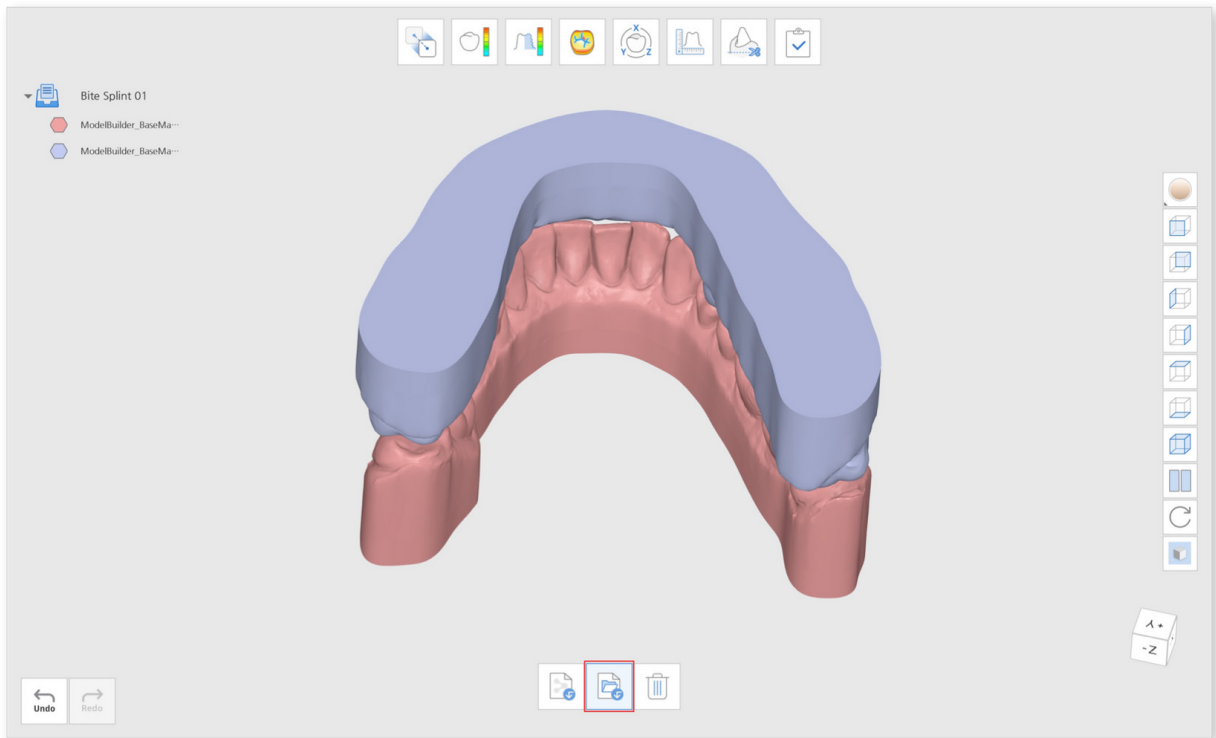 X
Y Z
Bite Splint 01
ModelBuilder_BaseMa···
ModelBuilder_BaseMa···
+Y
-Z
Undo
Redo